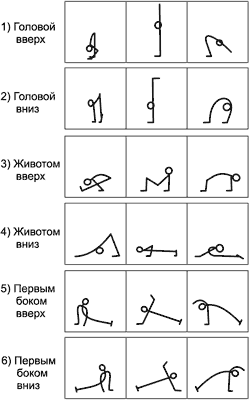 1) Головой
вверх
2) Головой
вниз
3) Животом
вверх
4) Животом
вниз
5) Первым
боком
вверх
6) Первым
боком
вниз